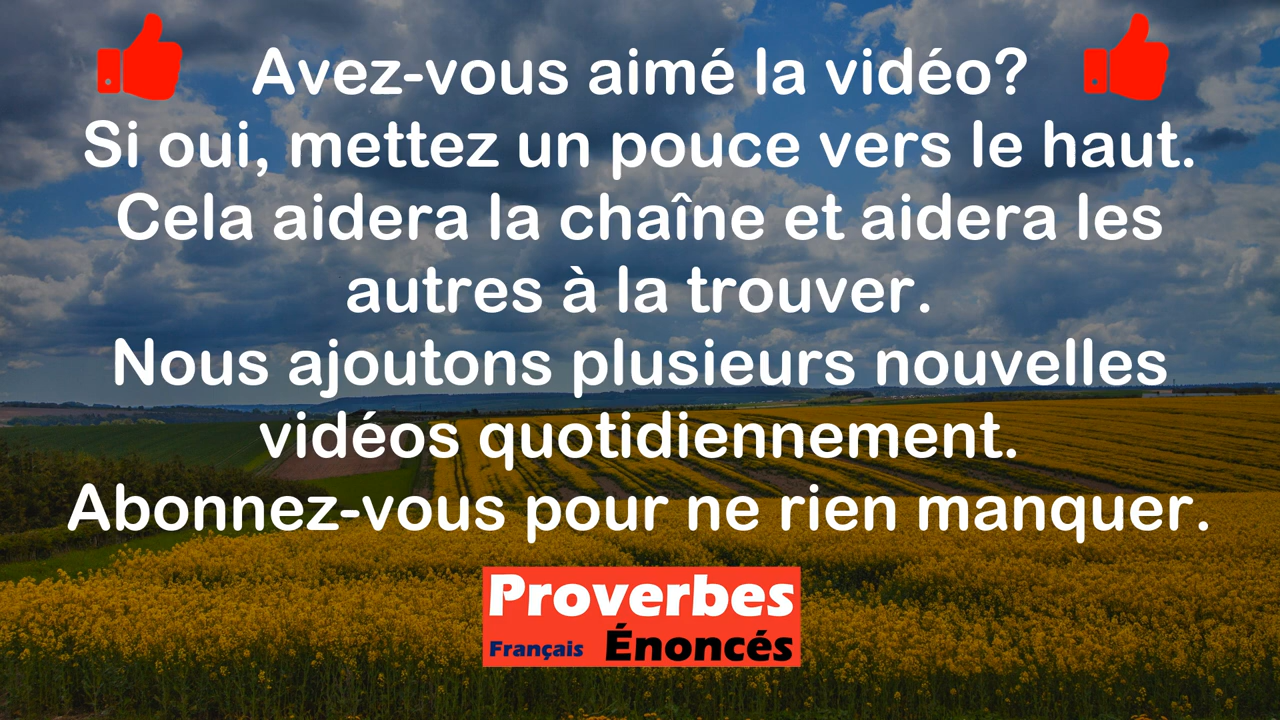 Avez-vous aimé la vidéo?
Si oui, mettez un pouce vers le haut.
Cela aidera la chaîne et aidera les
autres à la trouver.
Nous ajoutons plusieurs nouvelles
vidéos quotidiennement.
Abonnez-vous pour ne rien manquer.
Proverbes
Français Énoncés